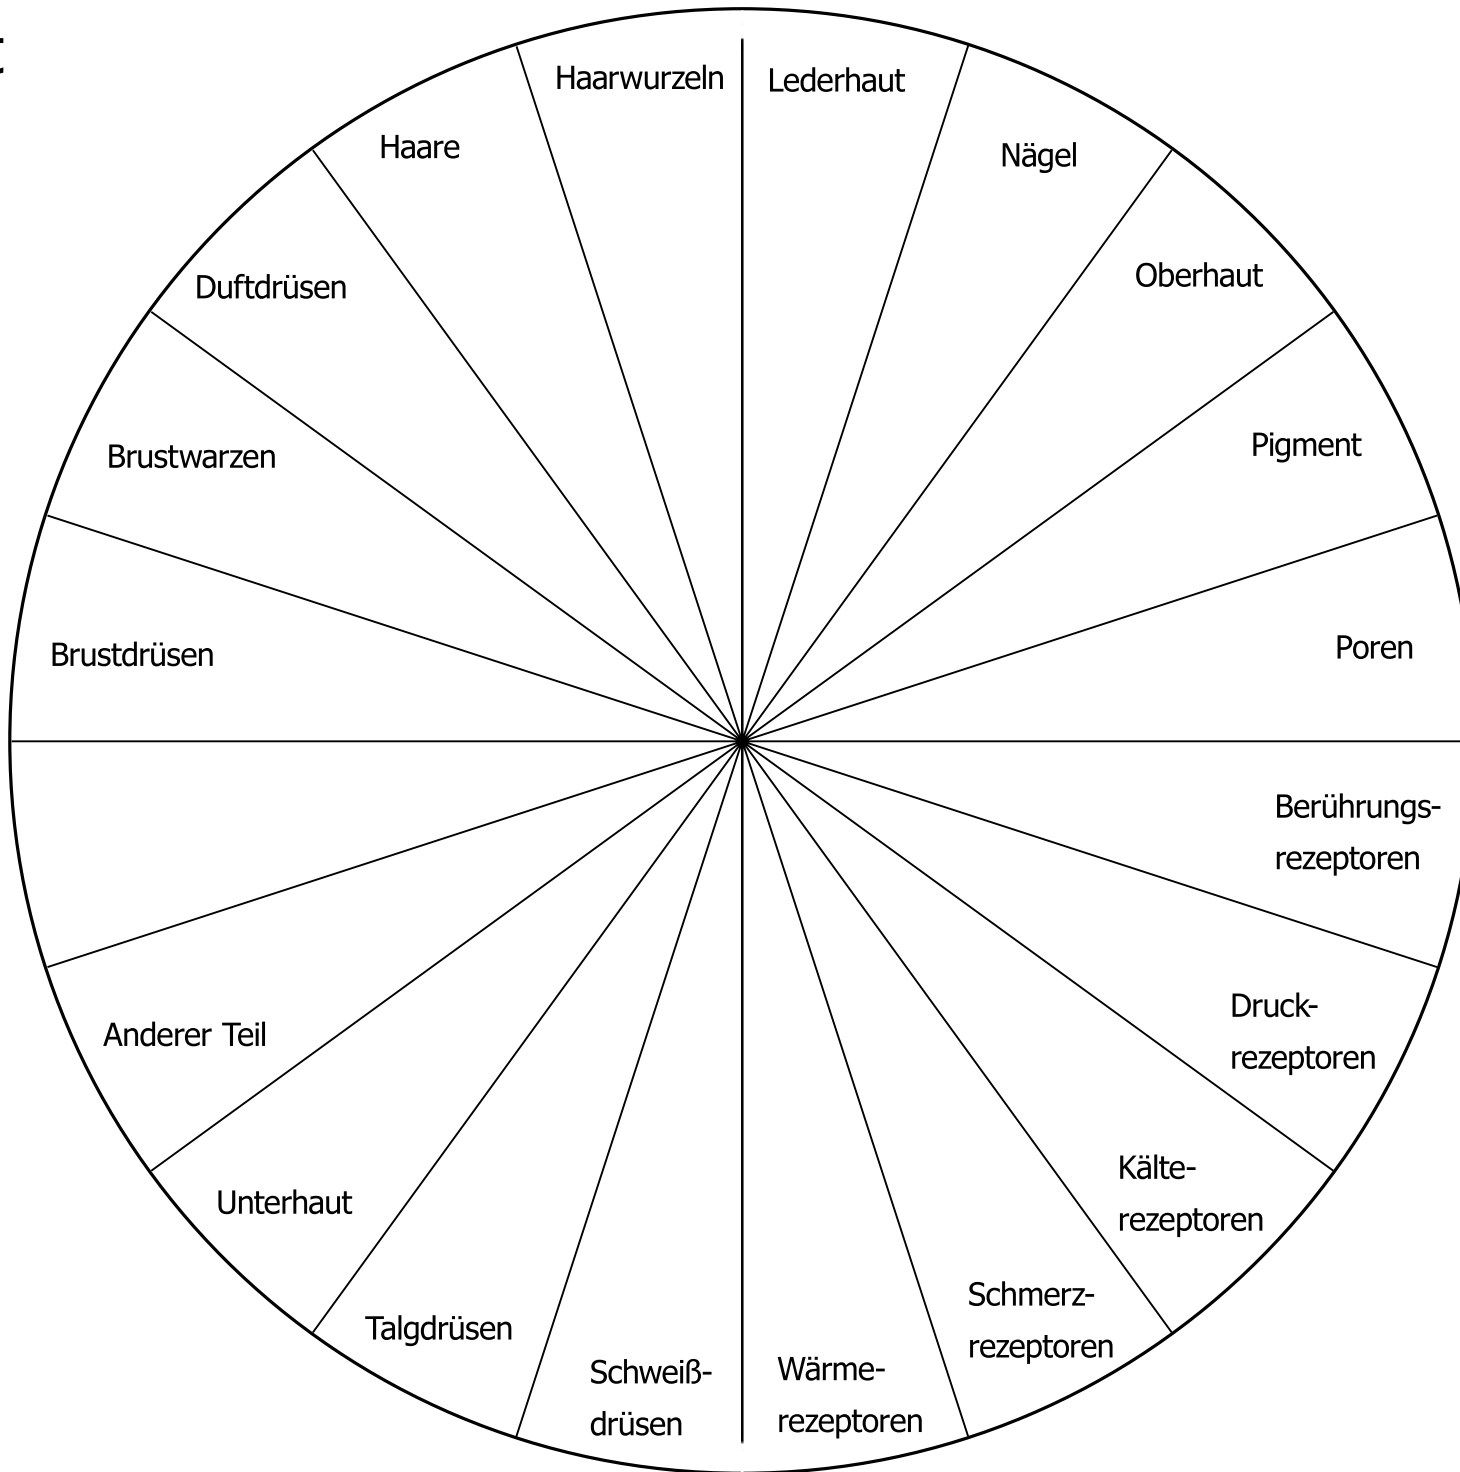 Haarwurzeln
Lederhaut
Haare
Nägel
Oberhaut
Duftdrüsen
Pigment
Brustwarzen
Poren
Brustdrüsen
Berührungs-
rezeptoren
Druck-
rezeptoren
Anderer Teil
Kälte-
rezeptoren
Unterhaut
Schmerz-
rezeptoren
Talgdrüsen
Wärme-
rezeptoren
Schweiß-
drüsen